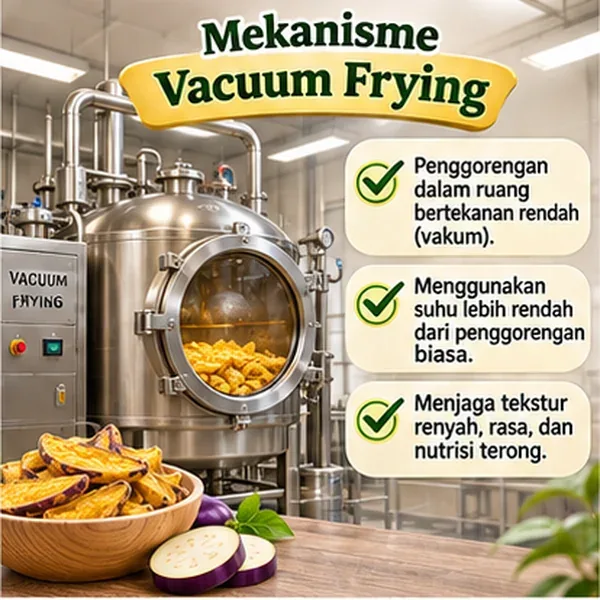 Mekanisme
Vacuum Frying
Penggorengan
dalam ruang
bertekanan rendah
(vakum).
Menggunakan
suhu lebih rendah
dari penggorengan
biasa.
Menjaga tekstur
renyah, rasa, dan
nutrisi terong.
VACUUM
FRYING